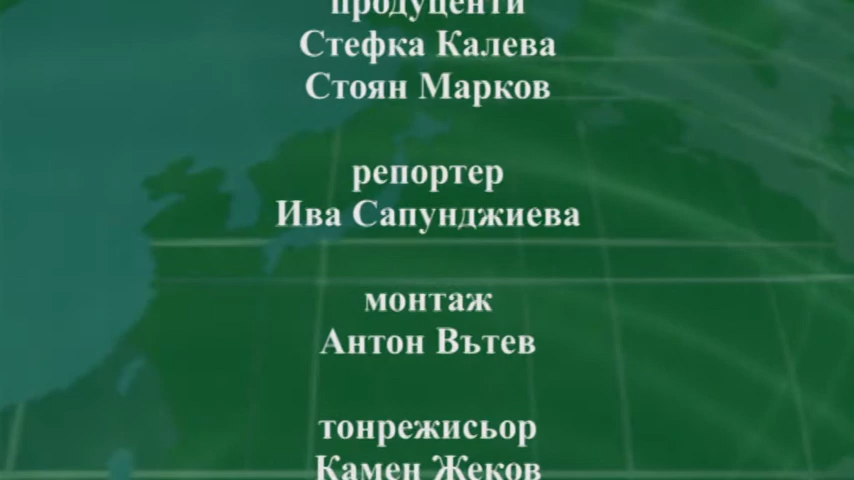 продуценти
Стефка Калева
Стоян Марков
репортер
Ива Сапунджиева
монтаж
Антон Вътев
тонрежисьор
Камен Жеков